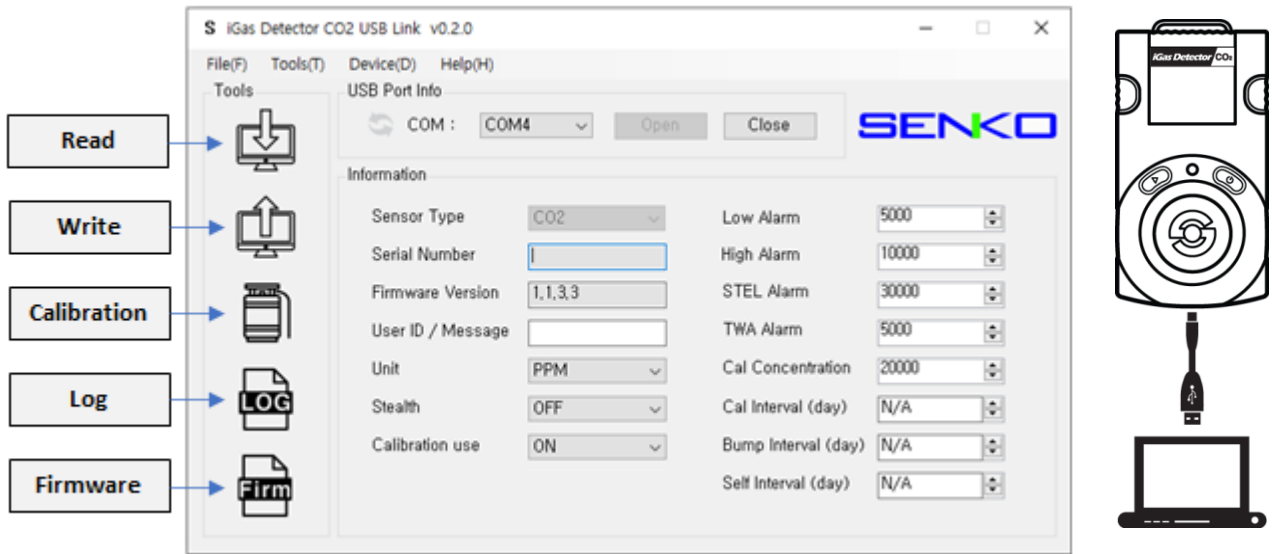 S iGas Detector CO2 USB Link v0.2.0
File(F) Tools(T) Device(D) Help(H)
Tools
USB Port Info
COM : COM4 Open Close
SENKO
Information
Sensor Type CO2
Serial Number
Firmware Version 1,1,3,3
User ID / Message
Unit PPM
Stealth OFF
Calibration use ON
Low Alarm 5000
High Alarm 10000
STEL Alarm 30000
TWA Alarm 5000
Cal Concentration 20000
Cal Interval (day) N/A
Bump Interval (day) N/A
Self Interval (day) N/A
Read
Write
Calibration
Log
LOG
Firmware
Firm
iGas Detector CO₂